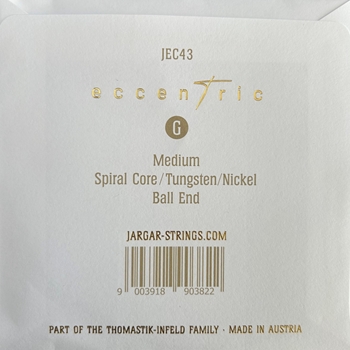 JEC43
eccenTric
G
Medium
Spiral Core/Tungsten/Nickel
Ball End
JARGAR-STRINGS.COM
9 003918 903822
PART OF THE THOMASTIK-INFELD FAMILY · MADE IN AUSTRIA